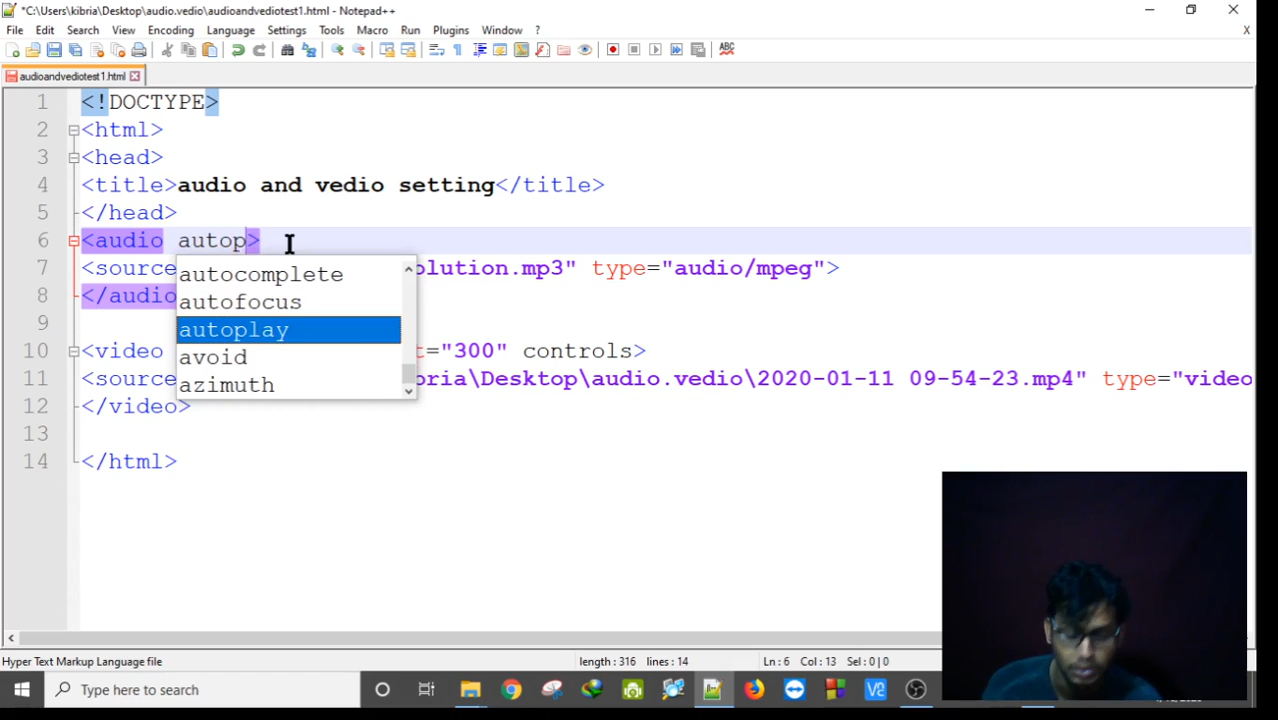 *C:\Users\kibria\Desktop\audio.vedio\audioandvediotest1.html - Notepad++
File Edit Search View Encoding Language Settings Tools Macro Run Plugins Window ? X
ABC
audioandvediotest1.html
1 <!DOCTYPE>
2 <html>
3 <head>
4 <title>audio and vedio setting</title>
5 </head>
6 <audio autop>
7 <source olution.mp3" type="audio/mpeg">
8 </audio
autocomplete
autofocus
autoplay
avoid
azimuth
9
10 <video t="300" controls>
11 <source oria\Desktop\audio.vedio\2020-01-11 09-54-23.mp4" type="video
12 </video>
13
14 </html>
Hyper Text Markup Language file length : 316 lines : 14 Ln : 6 Col : 13 Sel : 0 | 0
Type here to search